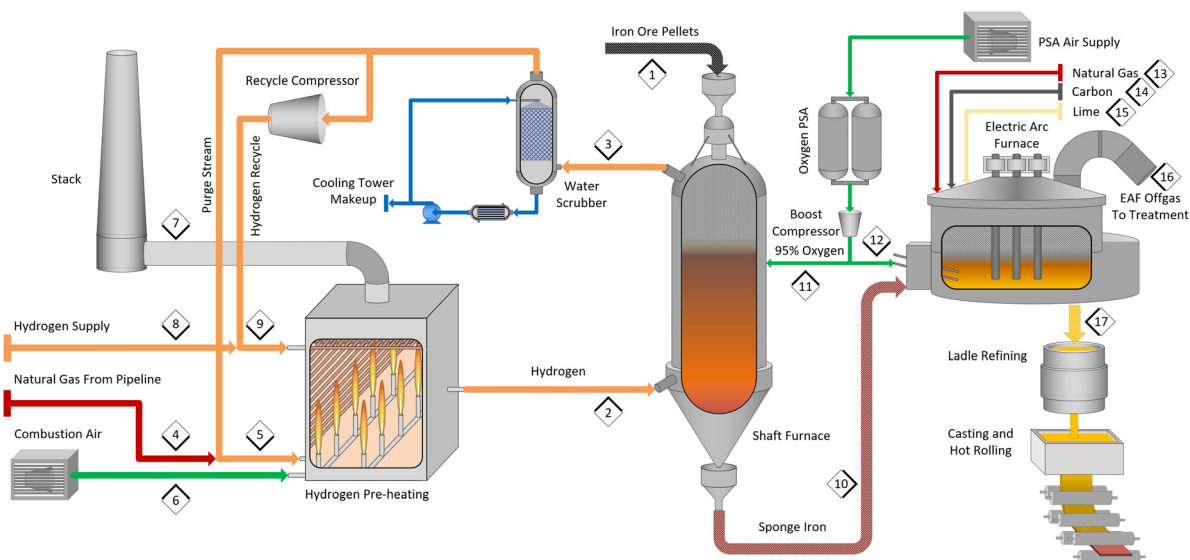 Iron Ore Pellets
1
PSA Air Supply
Natural Gas
13
Carbon
14
Lime
15
Recycle Compressor
Oxygen PSA
Electric Arc
Furnace
Stack
Purge Stream
Hydrogen Recycle
3
Cooling Tower
Makeup
Water
Scrubber
16
EAF Offgas
To Treatment
7
Boost
Compressor
12
95% Oxygen
11
Hydrogen Supply
8
9
17
Ladle Refining
Natural Gas From Pipeline
Hydrogen
2
Combustion Air
4
5
Shaft Furnace
Casting and
Hot Rolling
6
Hydrogen Pre-heating
10
Sponge Iron